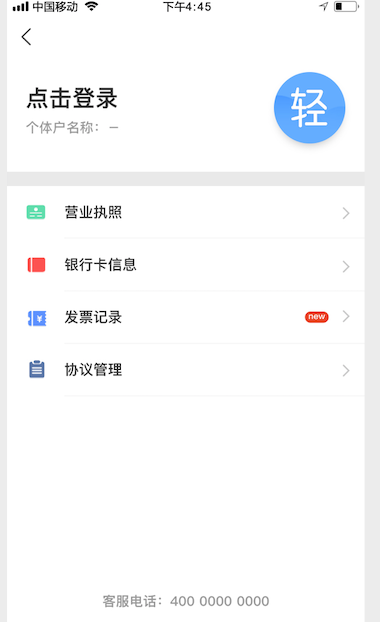 中国移动 下午4:45
点击登录
轻
个体户名称： —
营业执照
银行卡信息
¥ 发票记录 new
协议管理
客服电话：400 0000 0000